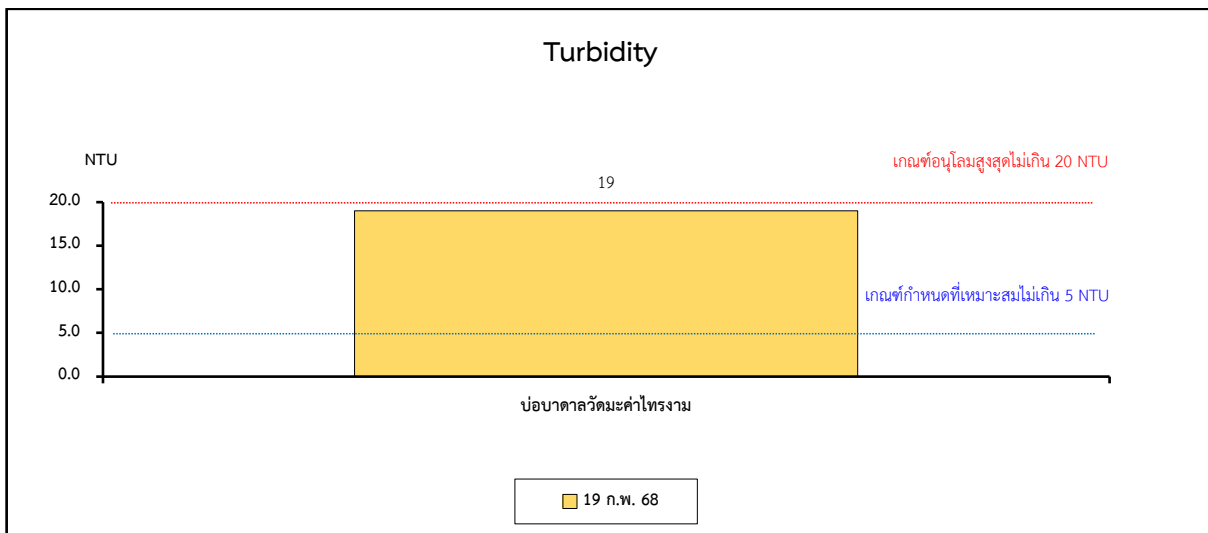 Turbidity
NTU
เกณฑ์อนุโลมสูงสุดไม่เกิน 20 NTU
19
20.0
15.0
10.0
เกณฑ์กำหนดที่เหมาะสมไม่เกิน 5 NTU
5.0
0.0
บ่อบาดาลวัดมะค่าไทรงาม
19 ก.พ. 68